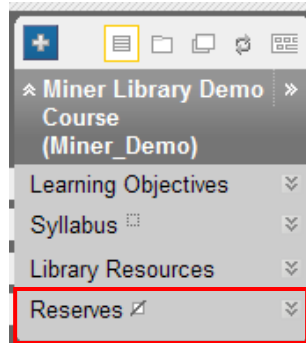 Miner Library Demo
Course
(Miner_Demo)
Learning Objectives
Syllabus
Library Resources
Reserves